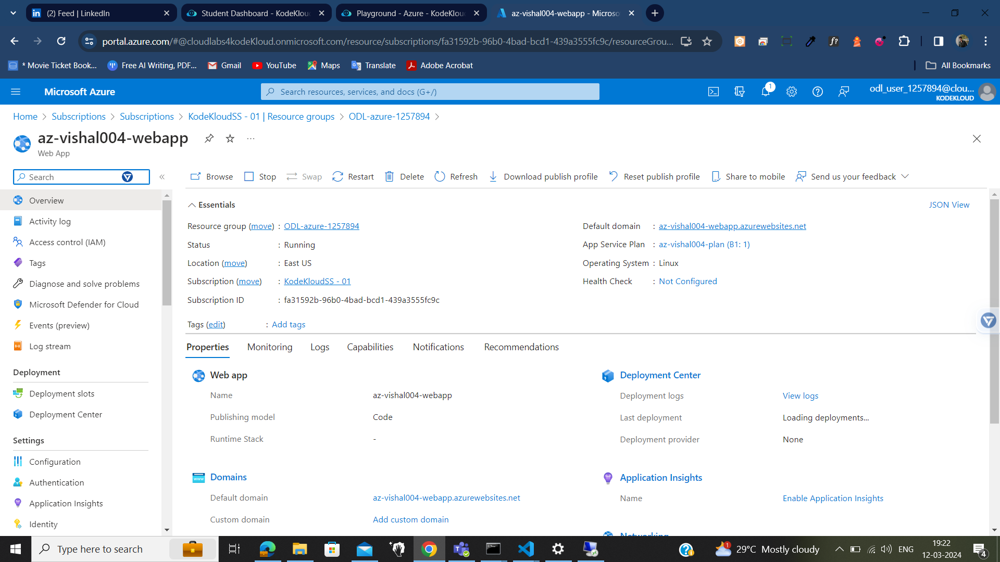 (2) Feed | LinkedIn
Student Dashboard - KodeKlou
Playground - Azure - KodeKlou
az-vishal004-webapp - Microso
portal.azure.com/#@cloudlabs4kodeKloud.onmicrosoft.com/resource/subscriptions/fa31592b-96b0-4bad-bcd1-439a3555fc9c/resourceGrou...
* Movie Ticket Book...
Free AI Writing, PDF...
Gmail
YouTube
Maps
Translate
Adobe Acrobat
All Bookmarks
Microsoft Azure
Search resources, services, and docs (G+/)
1
odl_user_1257894@clou...
KODEKLOUD
Home > Subscriptions > Subscriptions > KodeKloudSS - 01 | Resource groups > ODL-azure-1257894 >
az-vishal004-webapp
Web App
Search
Browse
Stop
Swap
Restart
Delete
Refresh
Download publish profile
Reset publish profile
Share to mobile
Send us your feedback
Overview
Activity log
Access control (IAM)
Tags
Diagnose and solve problems
Microsoft Defender for Cloud
Events (preview)
Log stream
Deployment
Deployment slots
Deployment Center
Settings
Configuration
Authentication
Application Insights
Identity
Essentials
JSON View
Resource group (move) : ODL-azure-1257894
Status : Running
Location (move) : East US
Subscription (move) : KodeKloudSS - 01
Subscription ID : fa31592b-96b0-4bad-bcd1-439a3555fc9c
Default domain : az-vishal004-webapp.azurewebsites.net
App Service Plan : az-vishal004-plan (B1: 1)
Operating System : Linux
Health Check : Not Configured
Tags (edit) : Add tags
Properties
Monitoring
Logs
Capabilities
Notifications
Recommendations
Web app
Name az-vishal004-webapp
Publishing model Code
Runtime Stack -
Deployment Center
Deployment logs View logs
Last deployment Loading deployments...
Deployment provider None
Domains
www
Default domain az-vishal004-webapp.azurewebsites.net
Custom domain Add custom domain
Application Insights
Name Enable Application Insights
Networking
Type here to search
29°C Mostly cloudy
1
ENG
19:22
12-03-2024
4